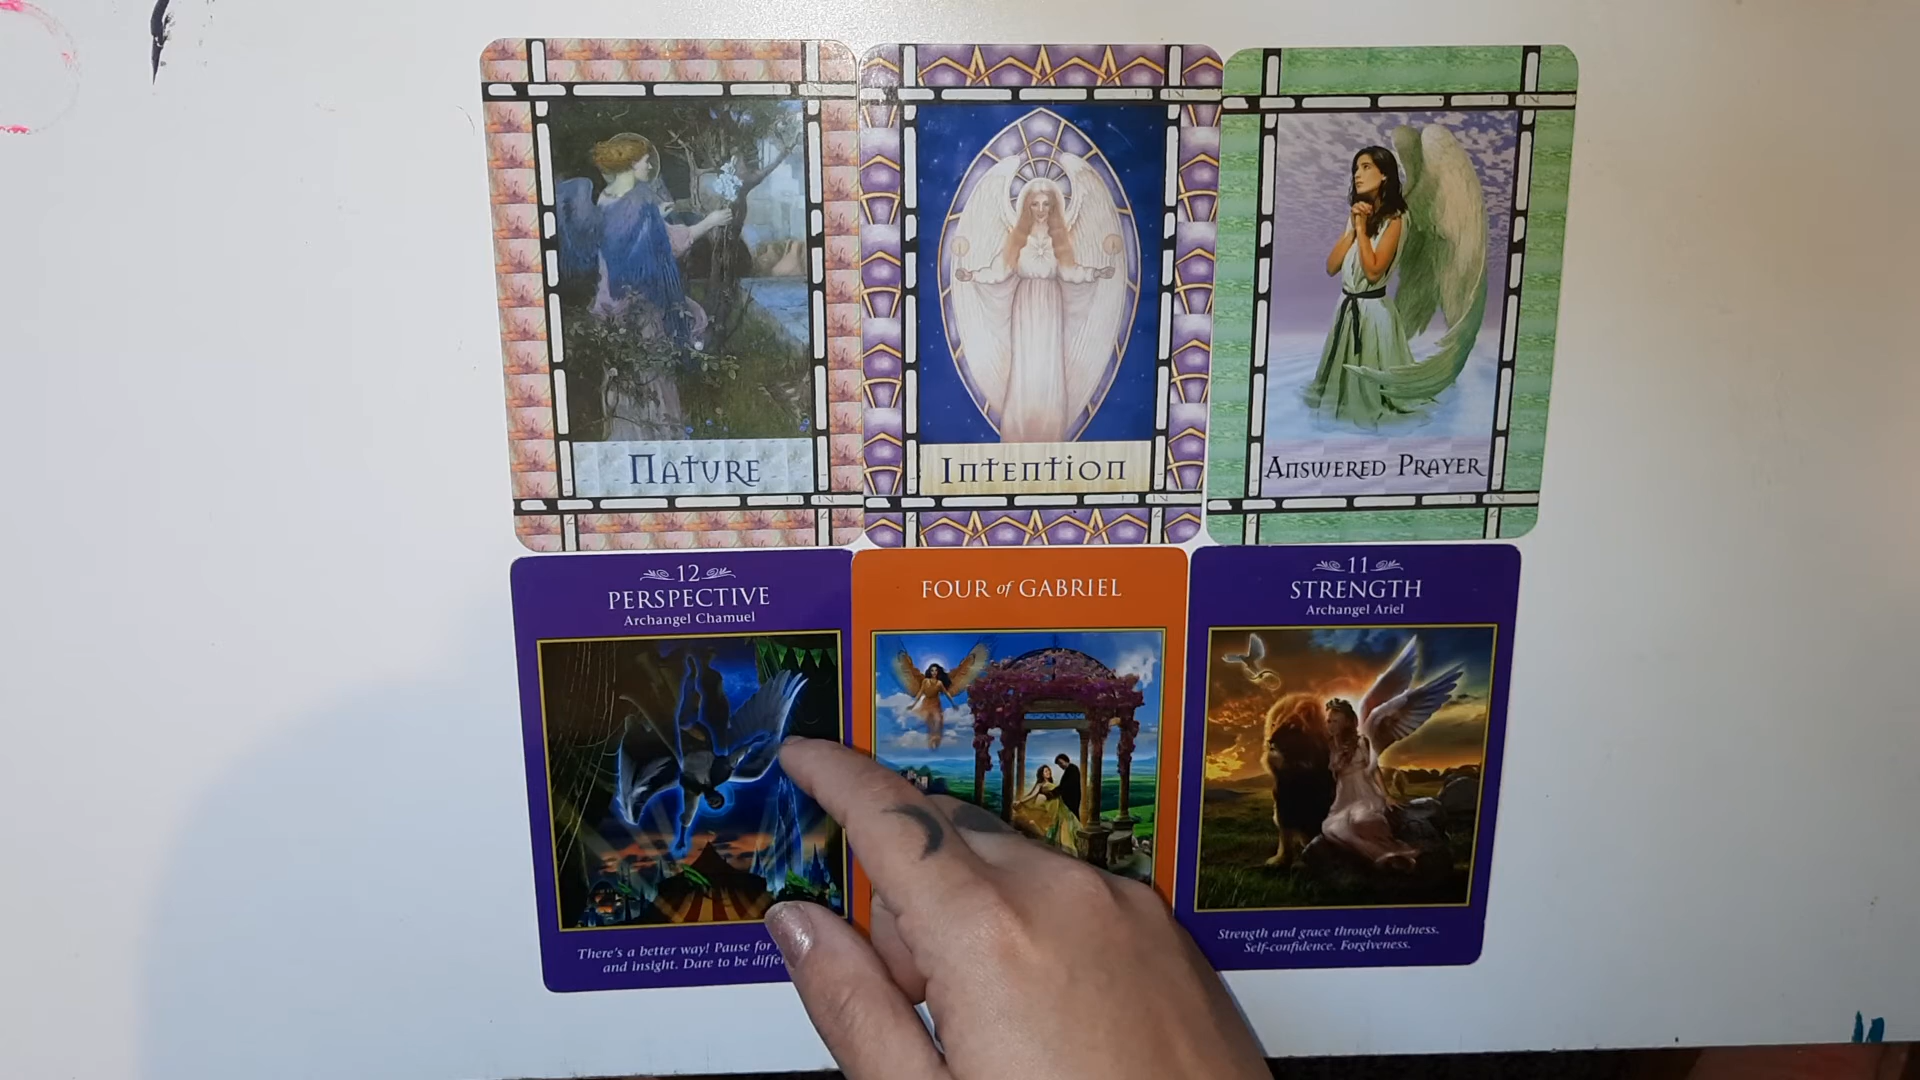 Nature
Intention
Answered Prayer
12
PERSPECTIVE
Archangel Chamuel
There's a better way! Pause for
and insight. Dare to be
FOUR of GABRIEL
11
STRENGTH
Archangel Ariel
Strength and grace through kindness.
Self-confidence. Forgiveness.